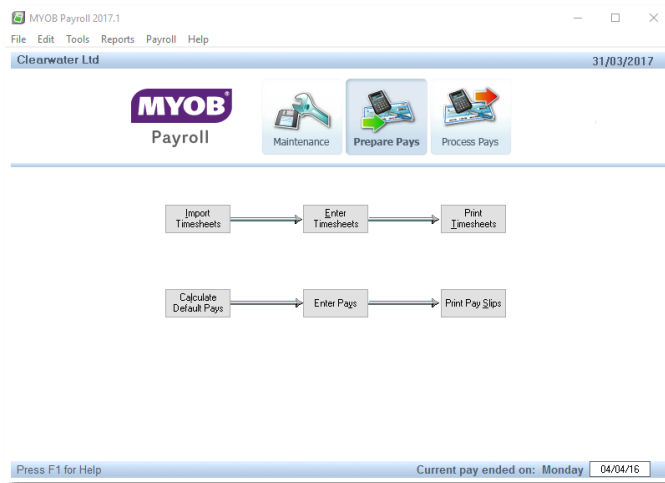 MYOB Payroll 2017.1
File Edit Tools Reports Payroll Help
Clearwater Ltd 31/03/2017
MYOB®
Payroll
Maintenance Prepare Pays Process Pays
Import Timesheets
Enter Timesheets
Print Timesheets
Calculate Default Pays
Enter Pays
Print Pay Slips
Press F1 for Help Current pay ended on: Monday 04/04/16